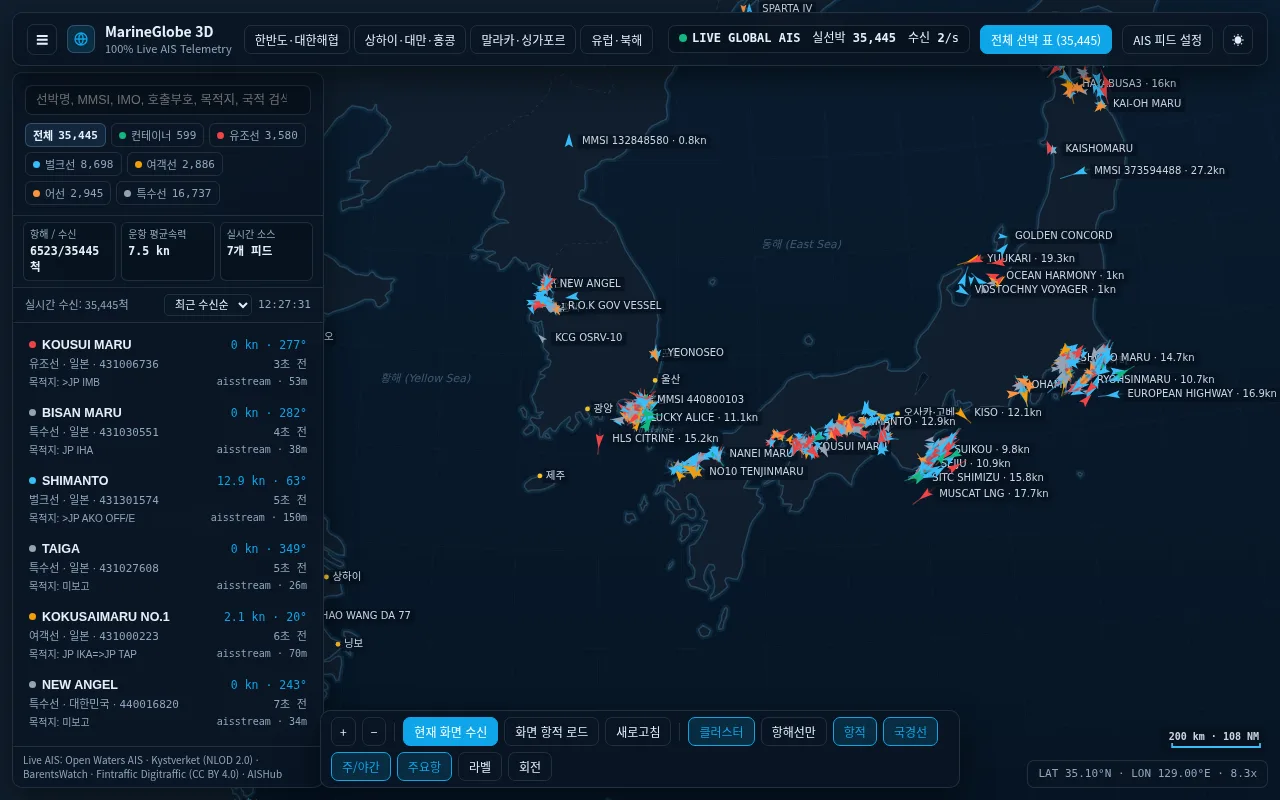 SPARTA IV
MarineGlobe 3D
100% Live AIS Telemetry
한반도·대한해협
상하이·대만·홍콩
말라카·싱가포르
유럽·북해
LIVE GLOBAL AIS 실선박 35,445 수신 2/s
전체 선박 표 (35,445)
AIS 피드 설정
선박명, MMSI, IMO, 호출부호, 목적지, 국적 검색
전체 35,445
컨테이너 599
유조선 3,580
벌크선 8,698
여객선 2,886
어선 2,945
특수선 16,737
항해 / 수신
6523/35445
척
운항 평균속력
7.5 kn
실시간 소스
7개 피드
실시간 수신: 35,445척
최근 수신순
12:27:31
KOUSUI MARU 0 kn · 277°
유조선 · 일본 · 431006736 3초 전
목적지: >JP IMB aisstream · 53m
BISAN MARU 0 kn · 282°
특수선 · 일본 · 431030551 4초 전
목적지: JP IHA aisstream · 38m
SHIMANTO 12.9 kn · 63°
벌크선 · 일본 · 431301574 5초 전
목적지: >JP AKO OFF/E aisstream · 150m
TAIGA 0 kn · 349°
특수선 · 일본 · 431027608 5초 전
목적지: 미보고 aisstream · 26m
KOKUSAIMARU NO.1 2.1 kn · 20°
여객선 · 일본 · 431000223 6초 전
목적지: JP IKA=>JP TAP aisstream · 70m
NEW ANGEL 0 kn · 243°
특수선 · 대한민국 · 440016820 7초 전
목적지: 미보고 aisstream · 34m
Live AIS: Open Waters AIS · Kystverket (NLOD 2.0) ·
BarentsWatch · Fintraffic Digitraffic (CC BY 4.0) · AISHub
HAYABUSA3 · 16kn
KAI-OH MARU
MMSI 132848580 · 0.8kn
KAISHOMARU
MMSI 373594488 · 27.2kn
GOLDEN CONCORD
동해 (East Sea)
YUUKARI · 19.3kn
OCEAN HARMONY · 1kn
VOSTOCHNY VOYAGER · 1kn
NEW ANGEL
R.O.K GOV VESSEL
KCG OSRV-10
오
YEONOSEO
울산
황해 (Yellow Sea)
MARU · 14.7kn
RYOHSINMARU · 10.7kn
EUROPEAN HIGHWAY · 16.9kn
MMSI 440800103
광양
LUCKY ALICE · 11.1kn
오사카·고베
KISO · 12.1kn
MANTO · 12.9kn
HLS CITRINE · 15.2kn
KOUSUI MARU
NANEI MARU
SUIKOU · 9.8kn
SEIJU · 10.9kn
NO10 TENJINMARU
제주
SITC SHIMIZU · 15.8kn
MUSCAT LNG · 17.7kn
상하이
HAO WANG DA 77
닝보
+
−
현재 화면 수신
화면 항적 로드
새로고침
클러스터
항해선만
항적
국경선
주/야간
주요항
라벨
회전
200 km · 108 NM
LAT 35.10°N · LON 129.00°E · 8.3x